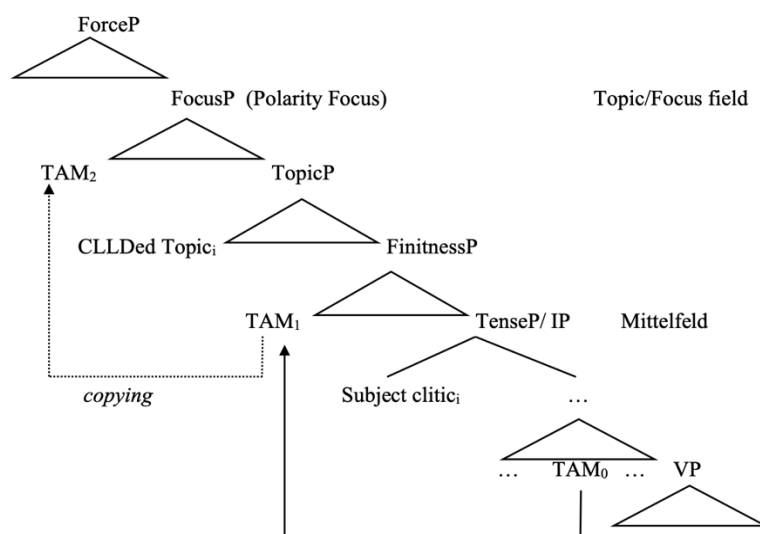 ForceP
FocusP (Polarity Focus) Topic/Focus field
TAM₂ TopicP
CLLDed Topicᵢ FinitnessP
TAM₁ TenseP/ IP Mittelfeld
copying Subject cliticᵢ …
… TAM₀ … VP